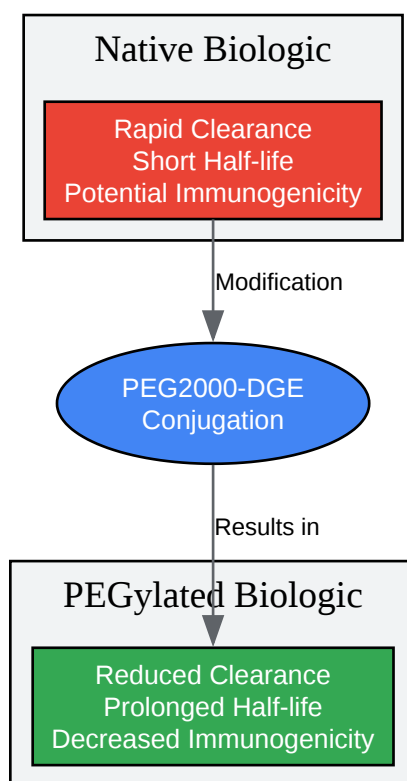 Native Biologic
Rapid Clearance
Short Half-life
Potential Immunogenicity
Modification
PEG2000-DGE
Conjugation
Results in
PEGylated Biologic
Reduced Clearance
Prolonged Half-life
Decreased Immunogenicity